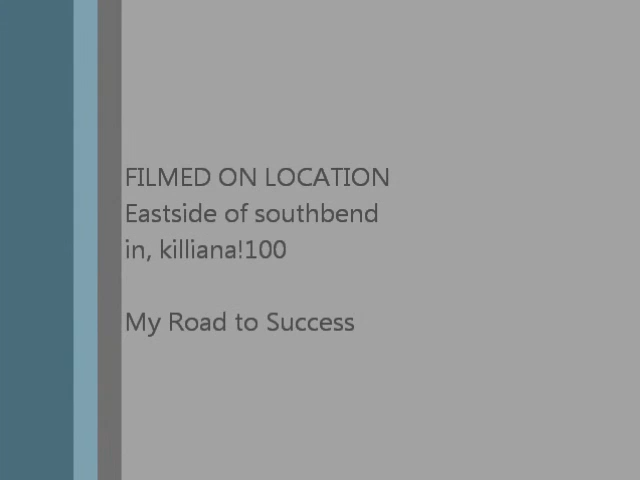 FILMED ON LOCATION
Eastside of southbend
in, killiana!100
My Road to Success